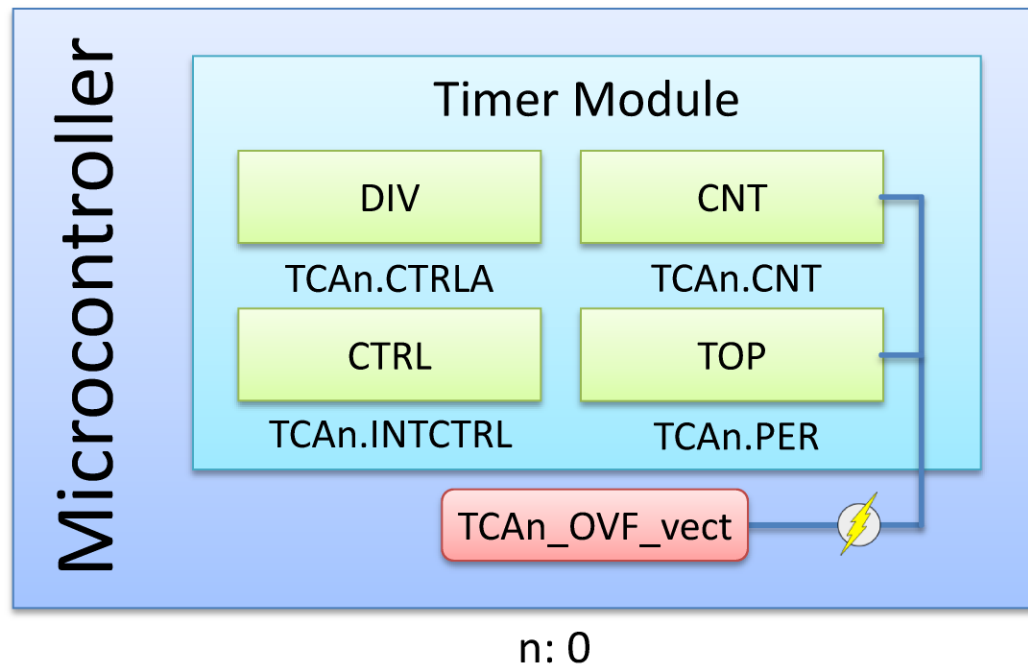 Microcontroller
Timer Module
DIV
CNT
TCAn.CTRLA
TCAn.CNT
CTRL
TOP
TCAn.INTCTRL
TCAn.PER
TCAn_OVF_vect
n: 0